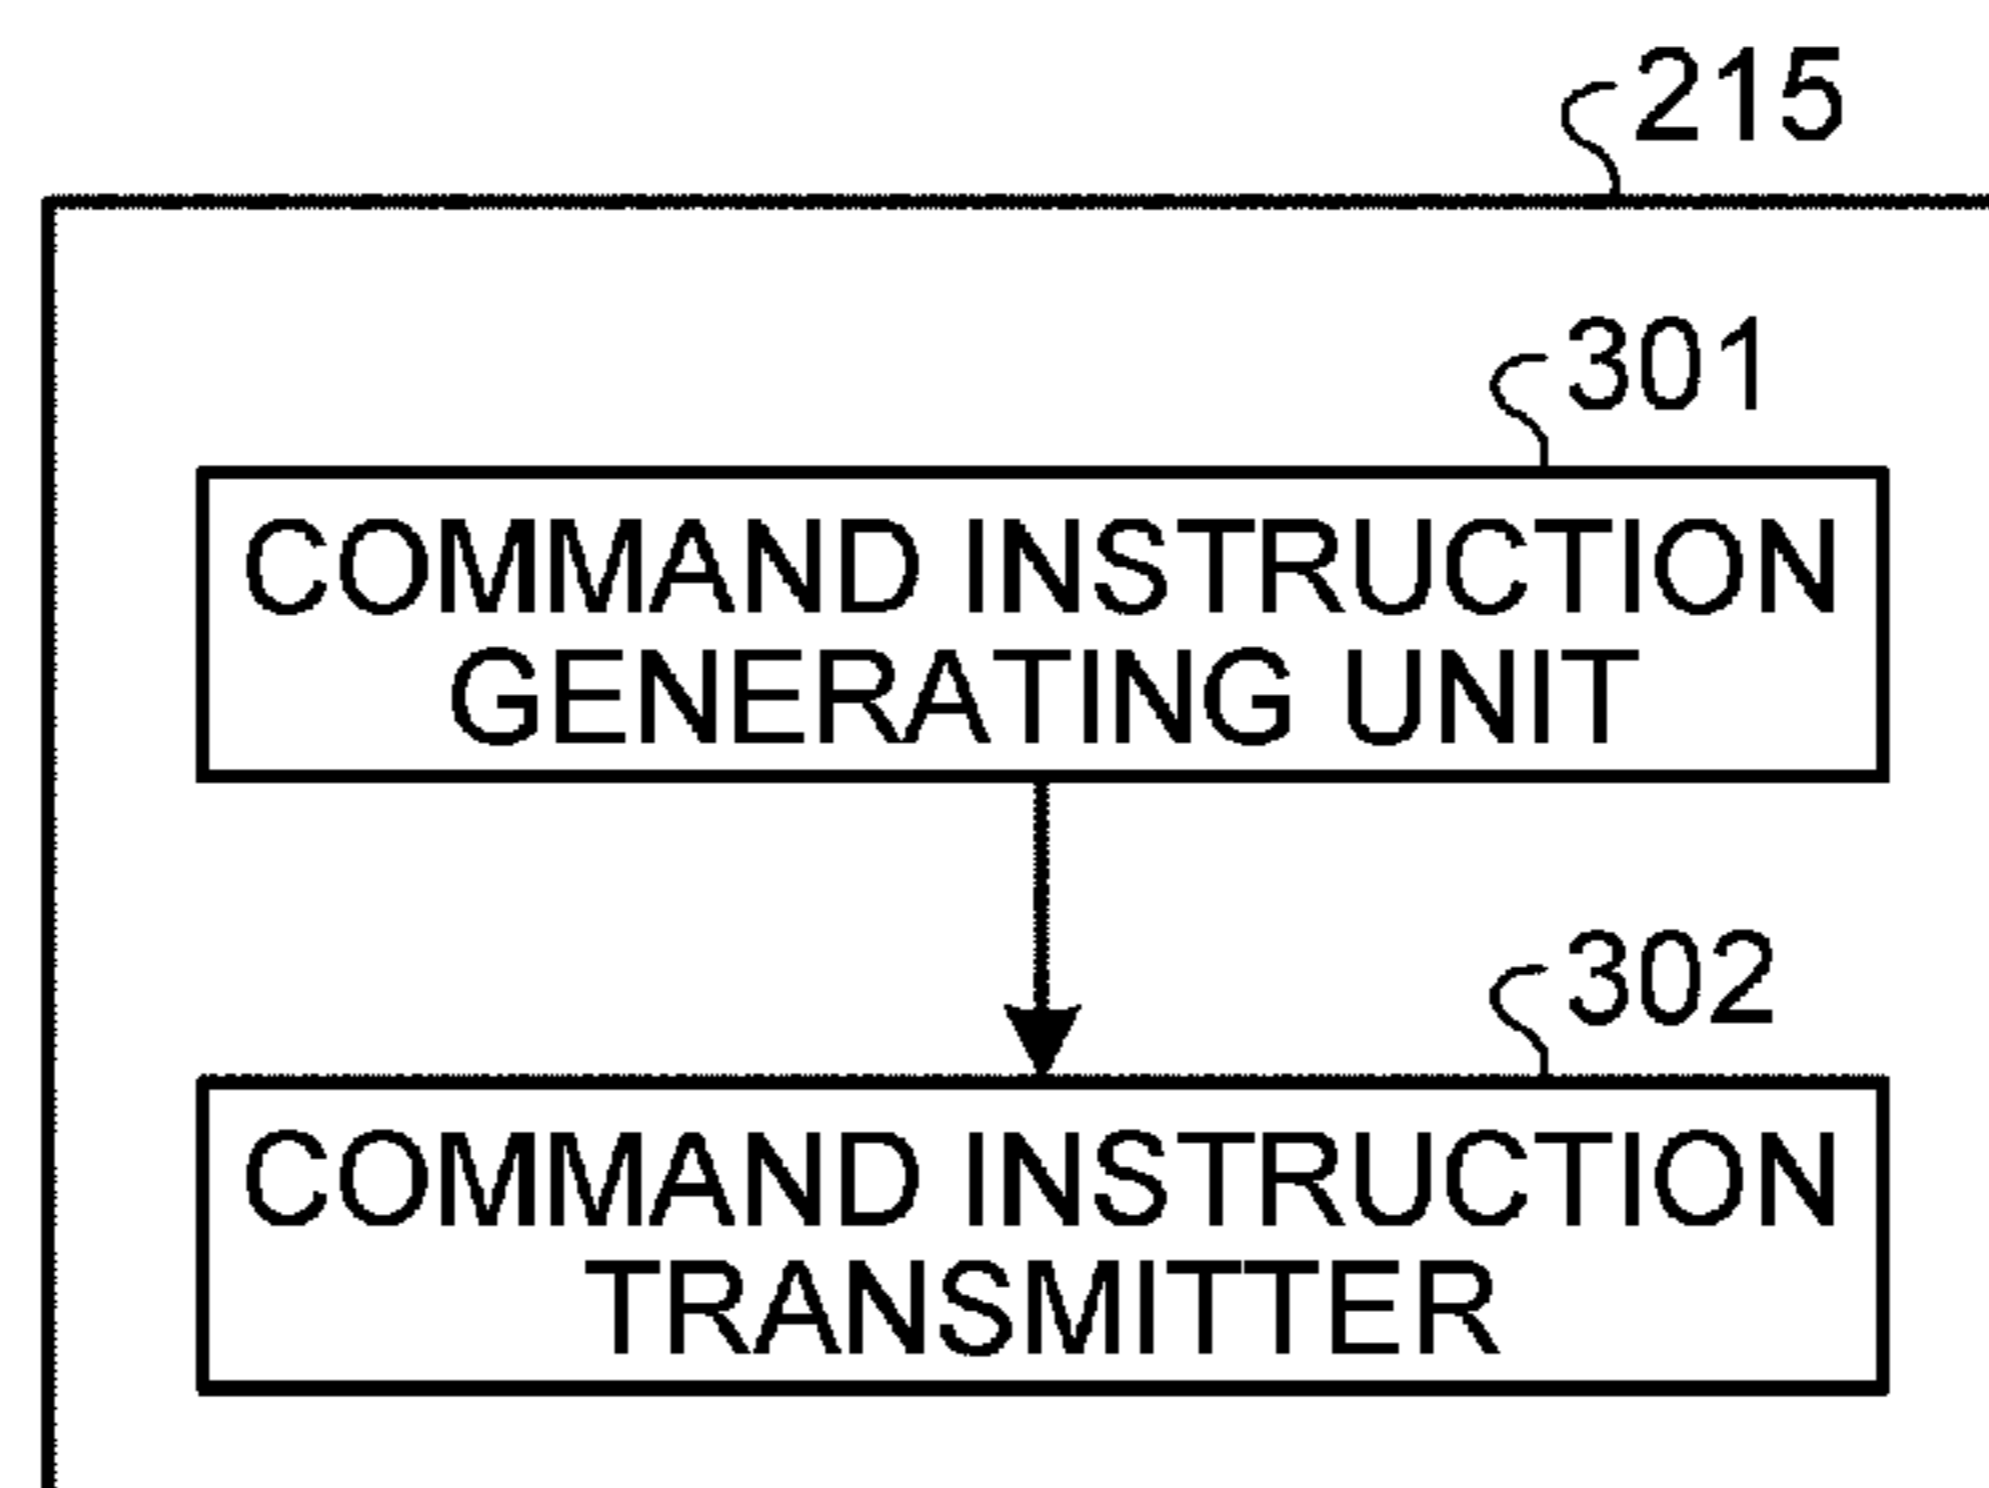 215
301
COMMAND INSTRUCTION
GENERATING UNIT
302
COMMAND INSTRUCTION
TRANSMITTER